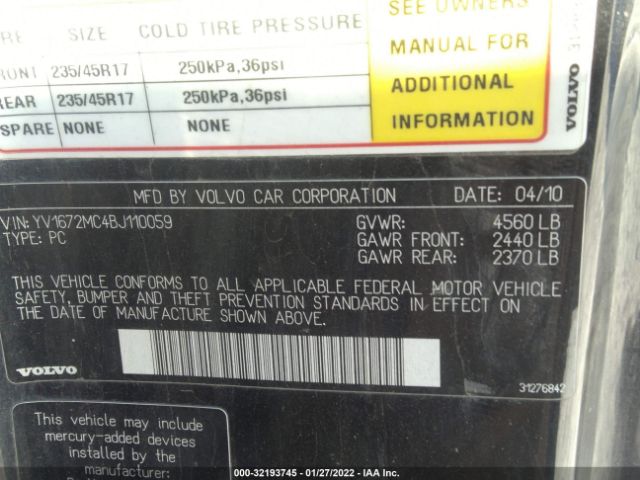 RE SIZE COLD TIRE PRESSURE
RONT 235/45R17 250kPa,36psi
REAR 235/45R17 250kPa,36psi
SPARE NONE NONE
SEE OWNERS
MANUAL FOR
ADDITIONAL
INFORMATION
VOLVO
MFD BY VOLVO CAR CORPORATION DATE: 04/10
VIN: YV1672MC4BJ110059 GVWR: 4560 LB
TYPE: PC GAWR FRONT: 2440 LB
GAWR REAR: 2370 LB
THIS VEHICLE CONFORMS TO ALL APPLICABLE FEDERAL MOTOR VEHICLE
SAFETY, BUMPER AND THEFT PREVENTION STANDARDS IN EFFECT ON
THE DATE OF MANUFACTURE SHOWN ABOVE.
VOLVO 31276842
This vehicle may include
mercury-added devices
installed by the
manufacturer:
000-32193745 - 01/27/2022 - IAA Inc.